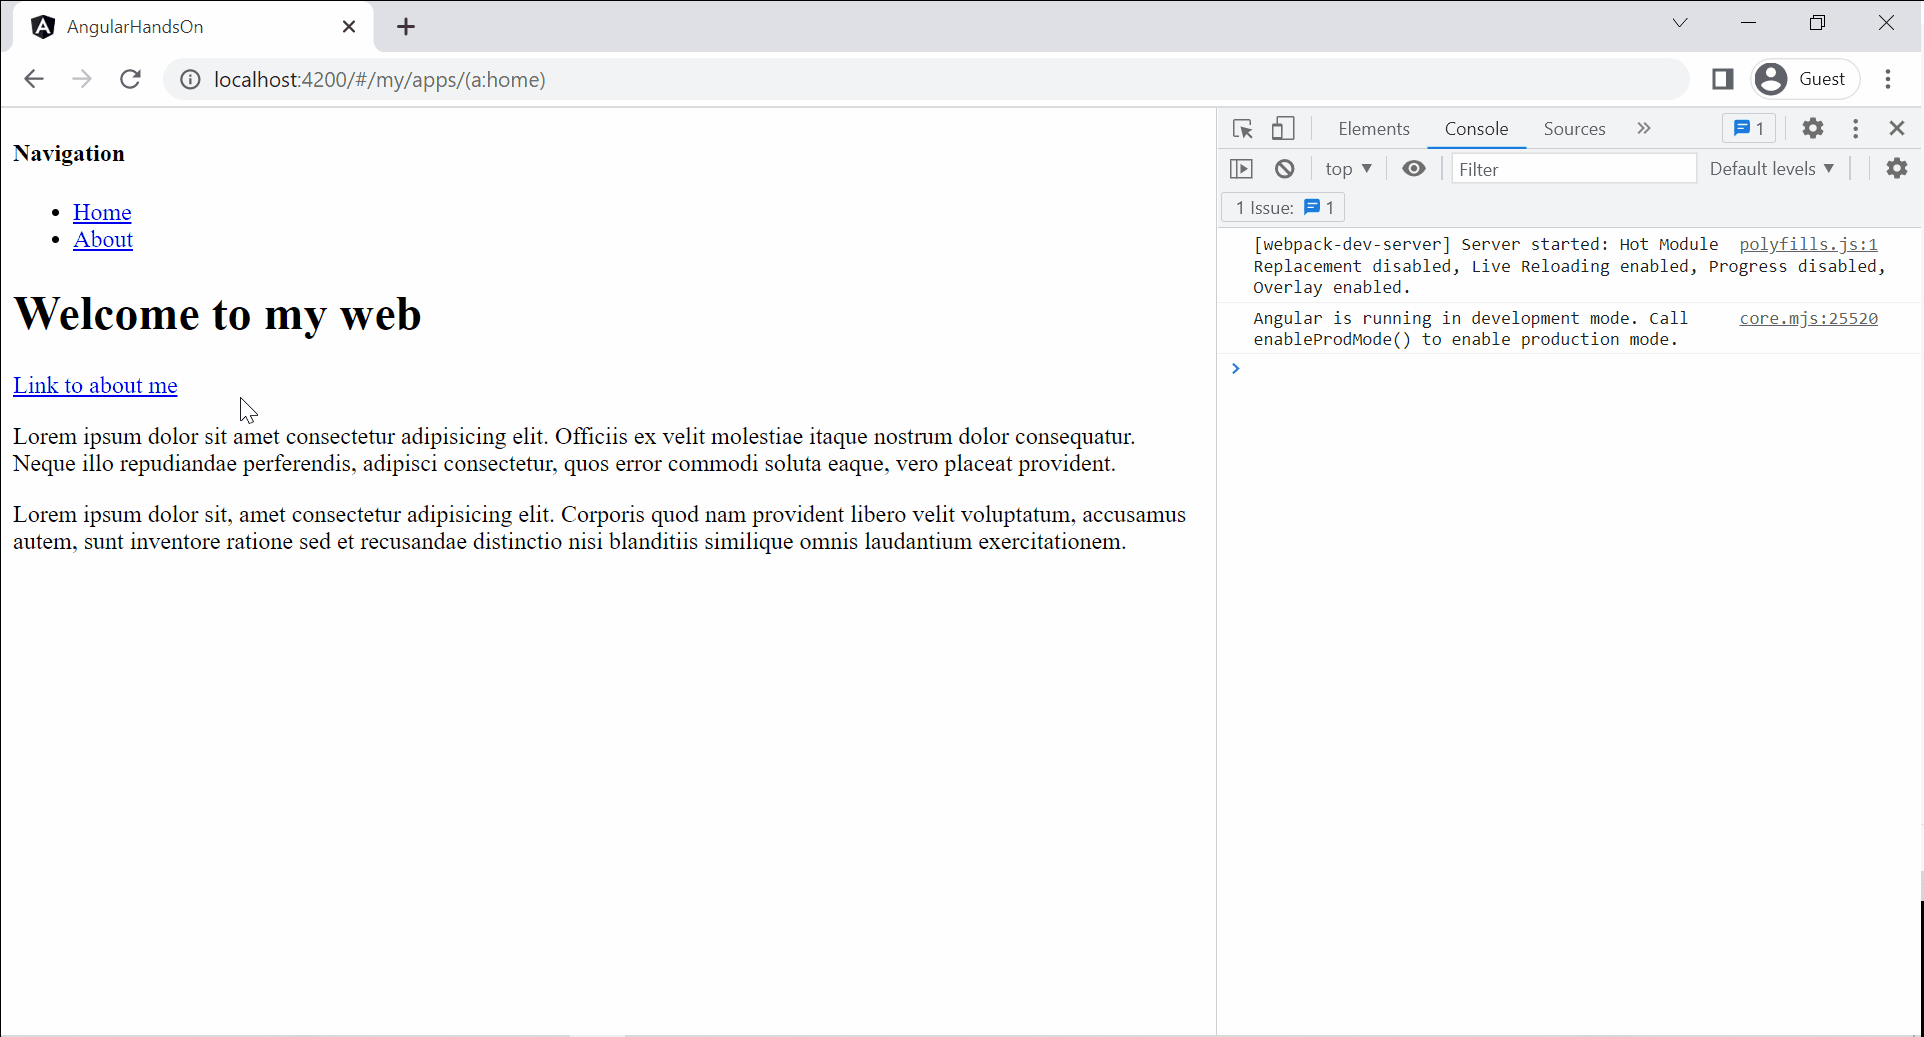 AngularHandsOn
localhost:4200/#/my/apps/(a:home)
Guest
Navigation
Home
About
Welcome to my web
Link to about me
Lorem ipsum dolor sit amet consectetur adipisicing elit. Officiis ex velit molestiae itaque nostrum dolor consequatur.
Neque illo repudiandae perferendis, adipisci consectetur, quos error commodi soluta eaque, vero placeat provident.
Lorem ipsum dolor sit, amet consectetur adipisicing elit. Corporis quod nam provident libero velit voluptatum, accusamus
autem, sunt inventore ratione sed et recusandae distinctio nisi blanditiis similique omnis laudantium exercitationem.
Elements Console Sources 1
top Filter Default levels
1 Issue: 1
[webpack-dev-server] Server started: Hot Module polyfills.js:1
Replacement disabled, Live Reloading enabled, Progress disabled,
Overlay enabled.
Angular is running in development mode. Call core.mjs:25520
enableProdMode() to enable production mode.